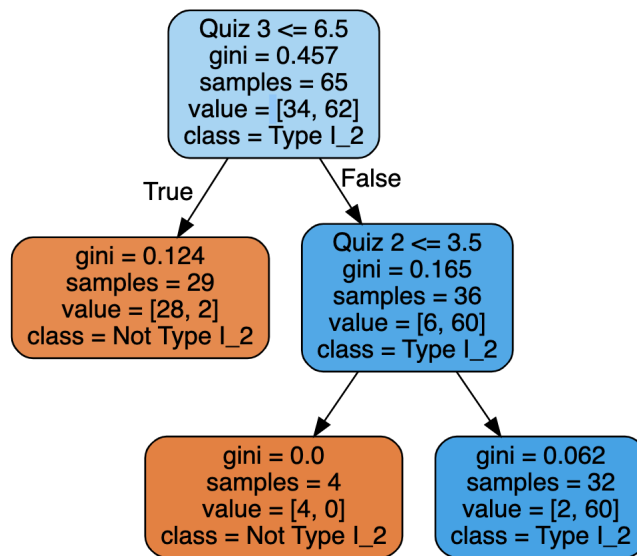 Quiz 3 <= 6.5
gini = 0.457
samples = 65
value = [34, 62]
class = Type I_2
True
False
gini = 0.124
samples = 29
value = [28, 2]
class = Not Type I_2
Quiz 2 <= 3.5
gini = 0.165
samples = 36
value = [6, 60]
class = Type I_2
gini = 0.0
samples = 4
value = [4, 0]
class = Not Type I_2
gini = 0.062
samples = 32
value = [2, 60]
class = Type I_2